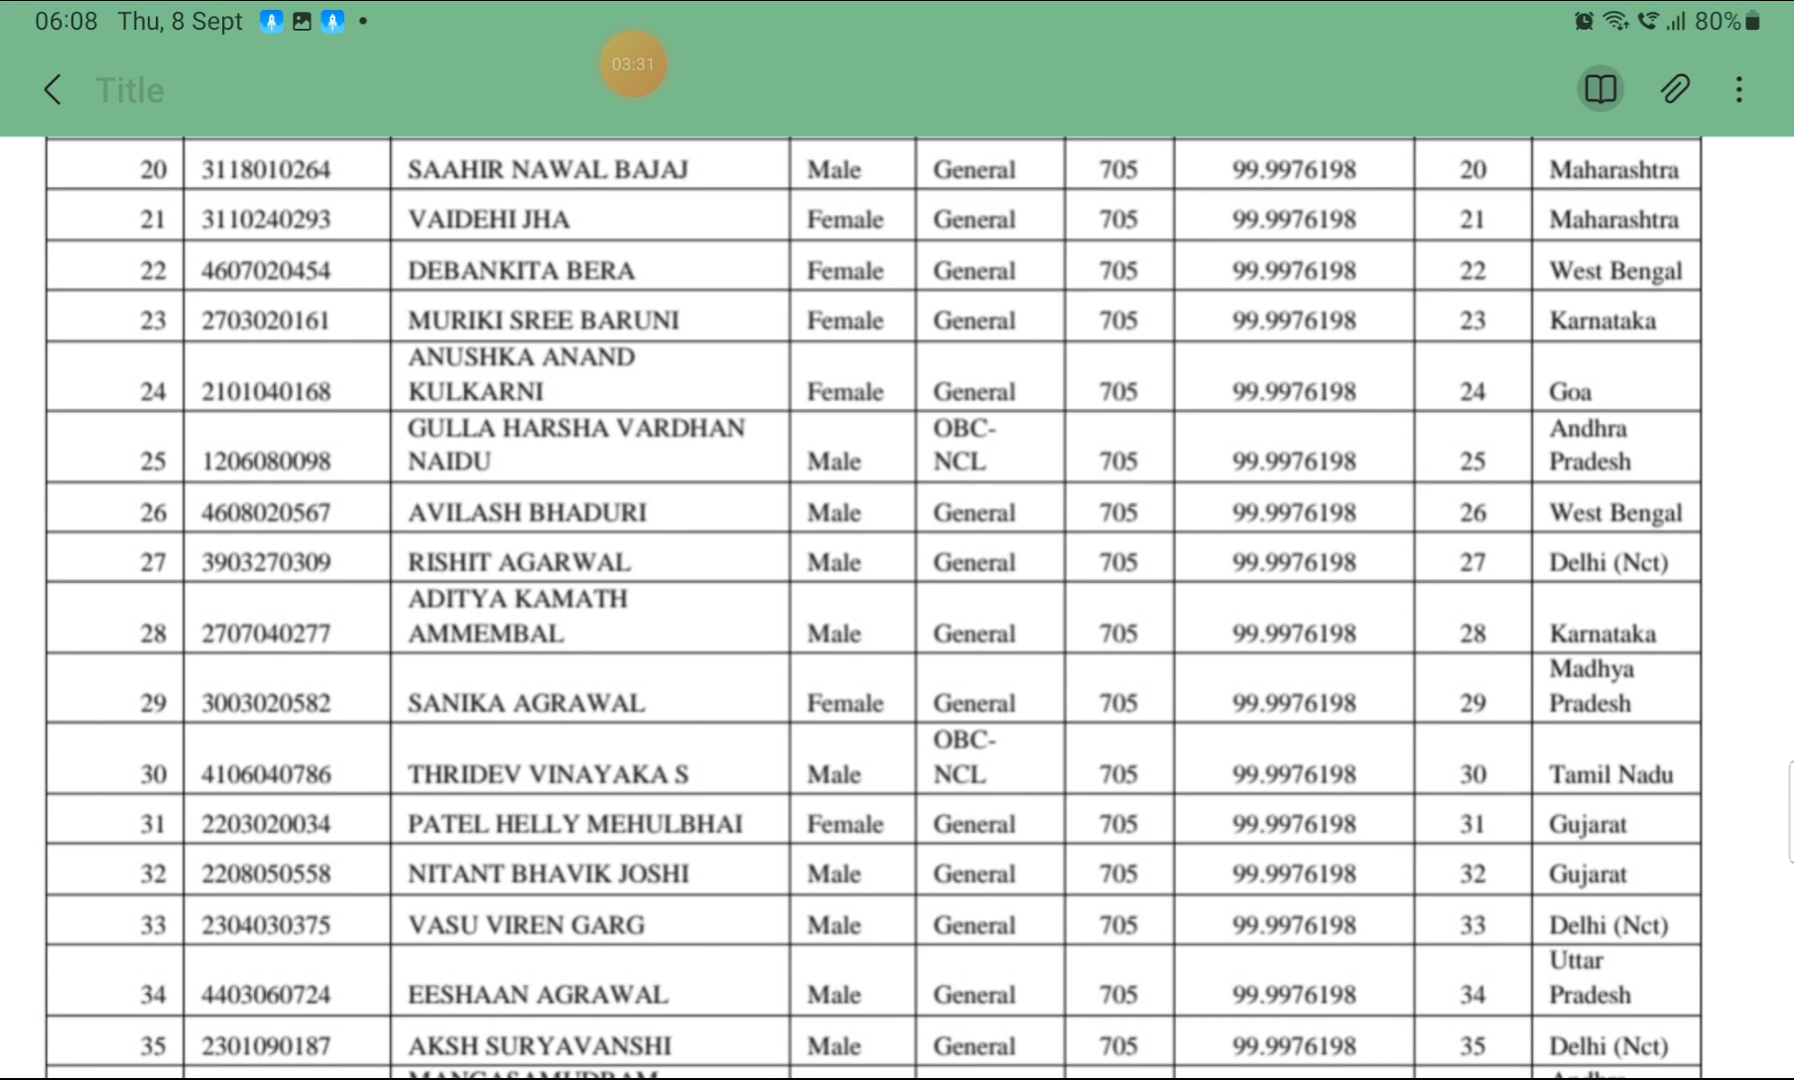 06:08 Thu, 8 Sept
80%
03:31
Title
20 3118010264 SAAHIR NAWAL BAJAJ Male General 705 99.9976198 20 Maharashtra
21 3110240293 VAIDEHI JHA Female General 705 99.9976198 21 Maharashtra
22 4607020454 DEBANKITA BERA Female General 705 99.9976198 22 West Bengal
23 2703020161 MURIKI SREE BARUNI Female General 705 99.9976198 23 Karnataka
ANUSHKA ANAND
24 2101040168 KULKARNI Female General 705 99.9976198 24 Goa
GULLA HARSHA VARDHAN OBC- Andhra
25 1206080098 NAIDU Male NCL 705 99.9976198 25 Pradesh
26 4608020567 AVILASH BHADURI Male General 705 99.9976198 26 West Bengal
27 3903270309 RISHIT AGARWAL Male General 705 99.9976198 27 Delhi (Nct)
ADITYA KAMATH
28 2707040277 AMMEMBAL Male General 705 99.9976198 28 Karnataka
Madhya
29 3003020582 SANIKA AGRAWAL Female General 705 99.9976198 29 Pradesh
OBC-
30 4106040786 THRIDEV VINAYAKA S Male NCL 705 99.9976198 30 Tamil Nadu
31 2203020034 PATEL HELLY MEHULBHAI Female General 705 99.9976198 31 Gujarat
32 2208050558 NITANT BHAVIK JOSHI Male General 705 99.9976198 32 Gujarat
33 2304030375 VASU VIREN GARG Male General 705 99.9976198 33 Delhi (Nct)
Uttar
34 4403060724 EESHAAN AGRAWAL Male General 705 99.9976198 34 Pradesh
35 2301090187 AKSH SURYAVANSHI Male General 705 99.9976198 35 Delhi (Nct)